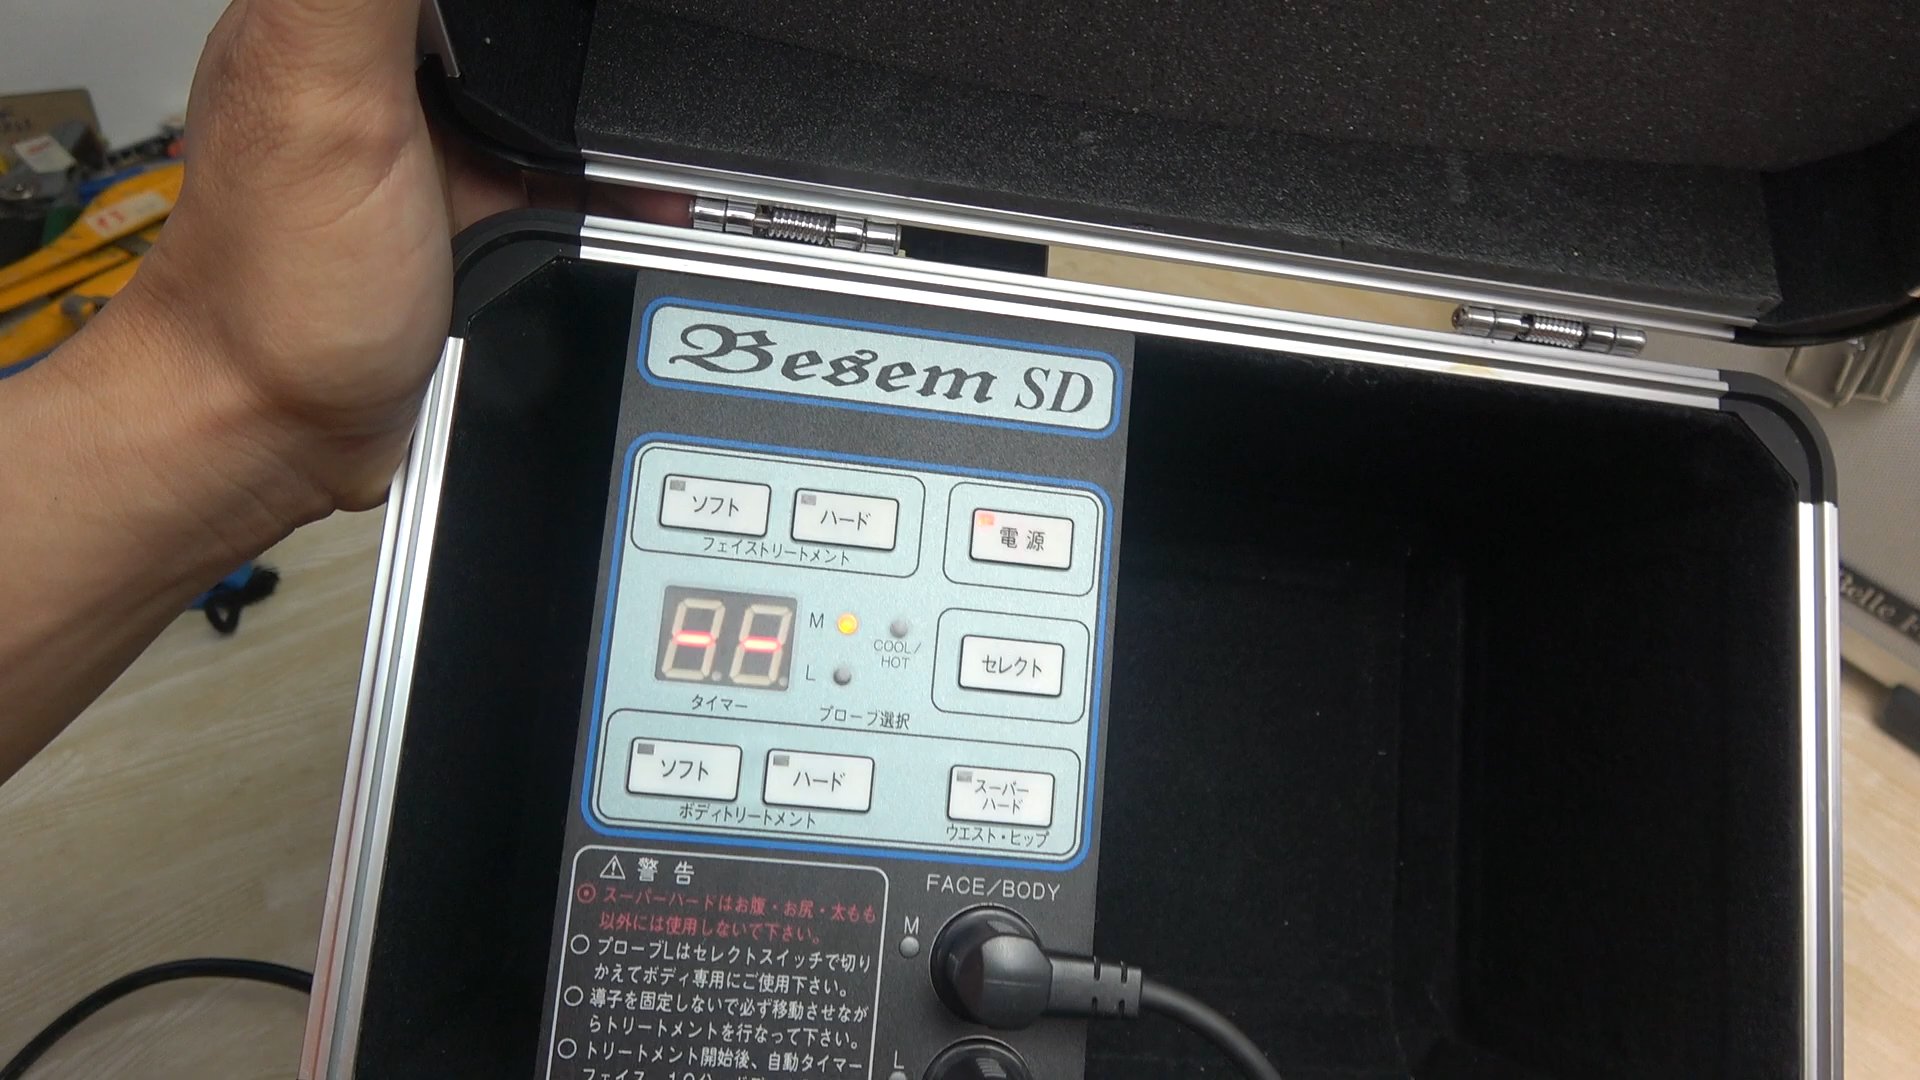 Besem SD
ソフト
ハード
フェイストリートメント
電源
M
COOL/
HOT
L
セレクト
タイマー
プローブ選択
ソフト
ハード
ボディトリートメント
スーパー
ハード
ウエスト・ヒップ
警告
スーパーハードはお腹・お尻・太もも
以外には使用しないで下さい。
プローブLはセレクトスイッチで切り
かえてボディ専用にご使用下さい。
導子を固定しないで必ず移動させなが
らトリートメントを行なって下さい。
トリートメント開始後、自動タイマー
FACE/BODY
M
L
Belle